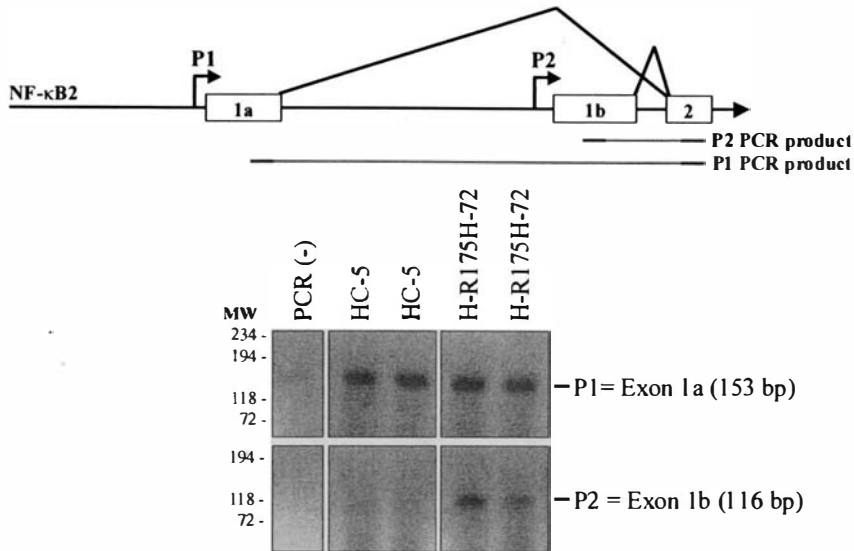 P1
P2
NF-κB2
1a
1b
2
P2 PCR product
P1 PCR product
PCR (-)
HC-5
HC-5
H-R175H-72
H-R175H-72
MW
234 -
194 -
118 -
72 -
P1= Exon 1a (153 bp)
194 -
118 -
72 -
P2 = Exon 1b (116 bp)